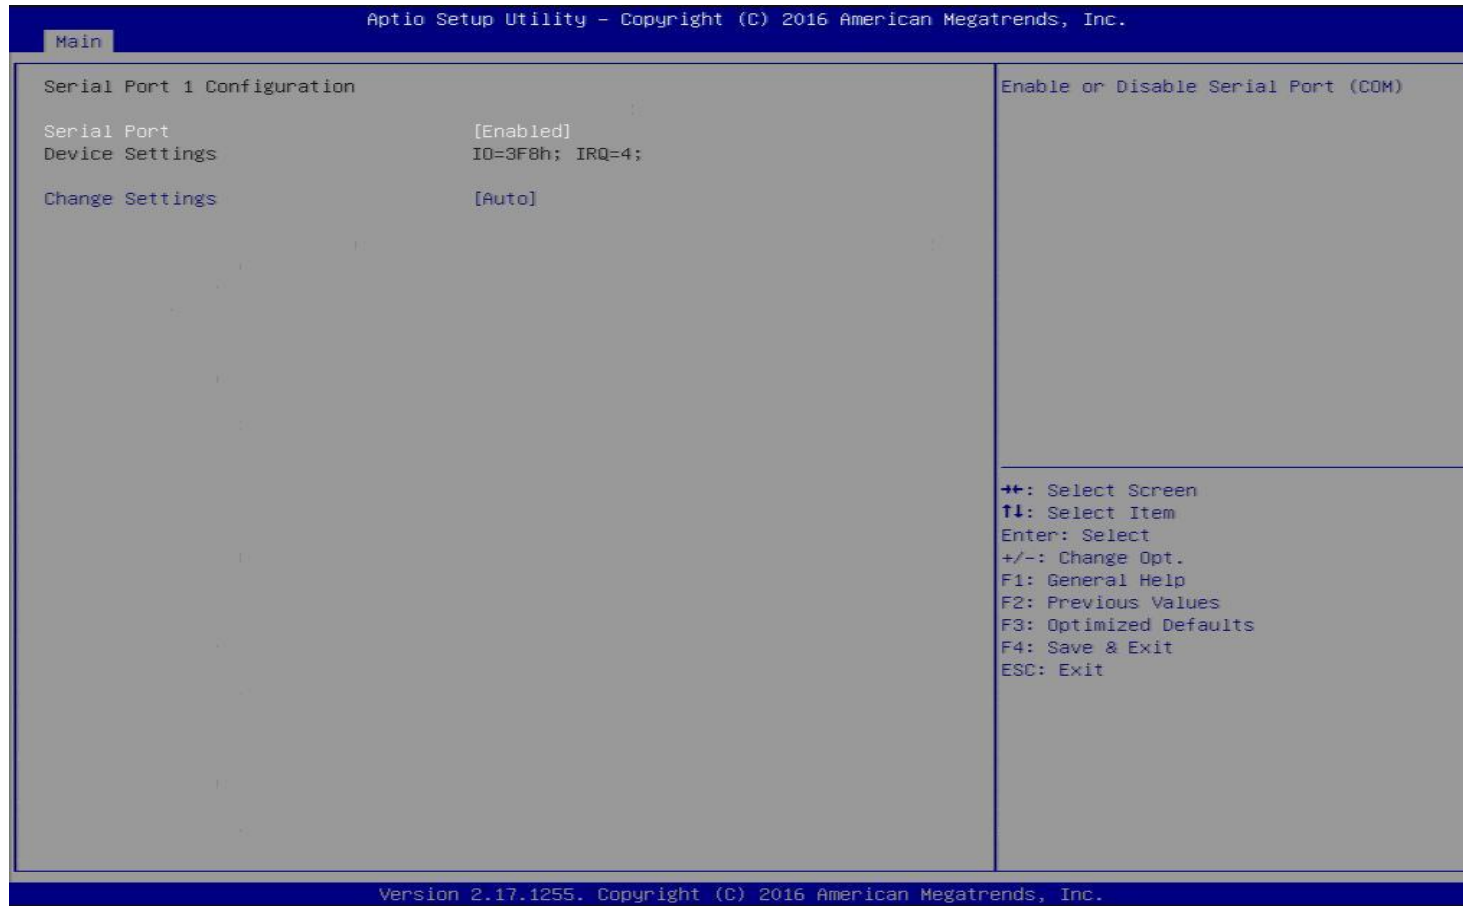 Aptio Setup Utility – Copyright (C) 2016 American Megatrends, Inc.
Main
Serial Port 1 Configuration
Serial Port [Enabled]
Device Settings IO=3F8h; IRQ=4;
Change Settings [Auto]
Enable or Disable Serial Port (COM)
→←: Select Screen
↑↓: Select Item
Enter: Select
+/-: Change Opt.
F1: General Help
F2: Previous Values
F3: Optimized Defaults
F4: Save & Exit
ESC: Exit
Version 2.17.1255. Copyright (C) 2016 American Megatrends, Inc.